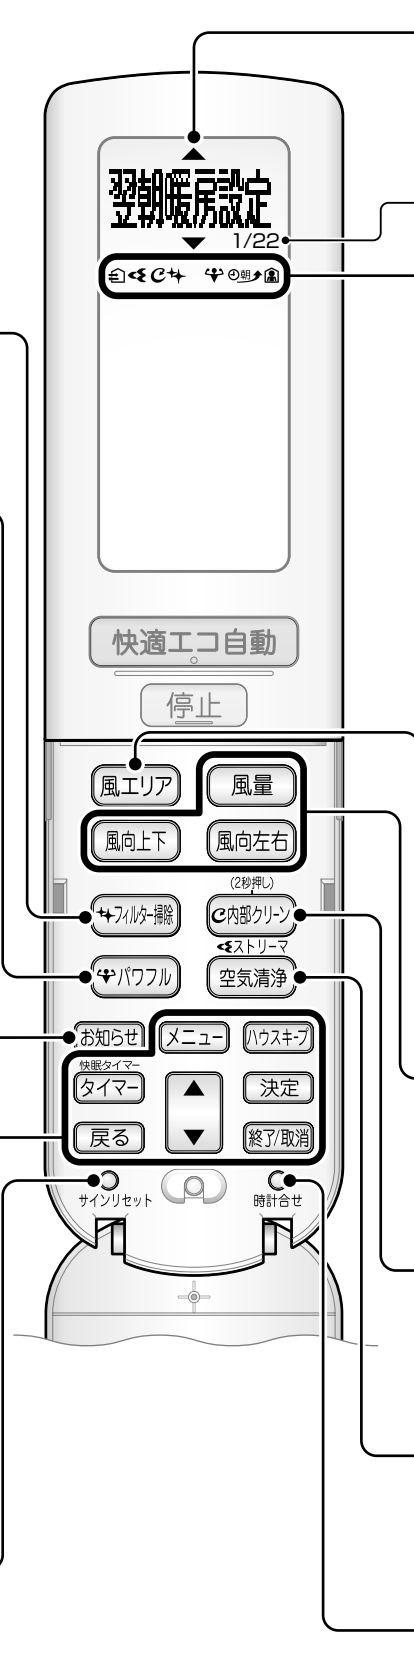 ▲
翌朝暖房設定
▼
1/22
朝
快適エコ自動
停止
風エリア 風量
風向上下 風向左右
(2秒押し)
フィルター掃除 内部クリーン
ストリーマ
パワフル 空気清浄
お知らせ メニュー ハウスキープ
快眠タイマー
タイマー ▲ 決定
戻る ▼ 終了/取消
サインリセット 時計合せ